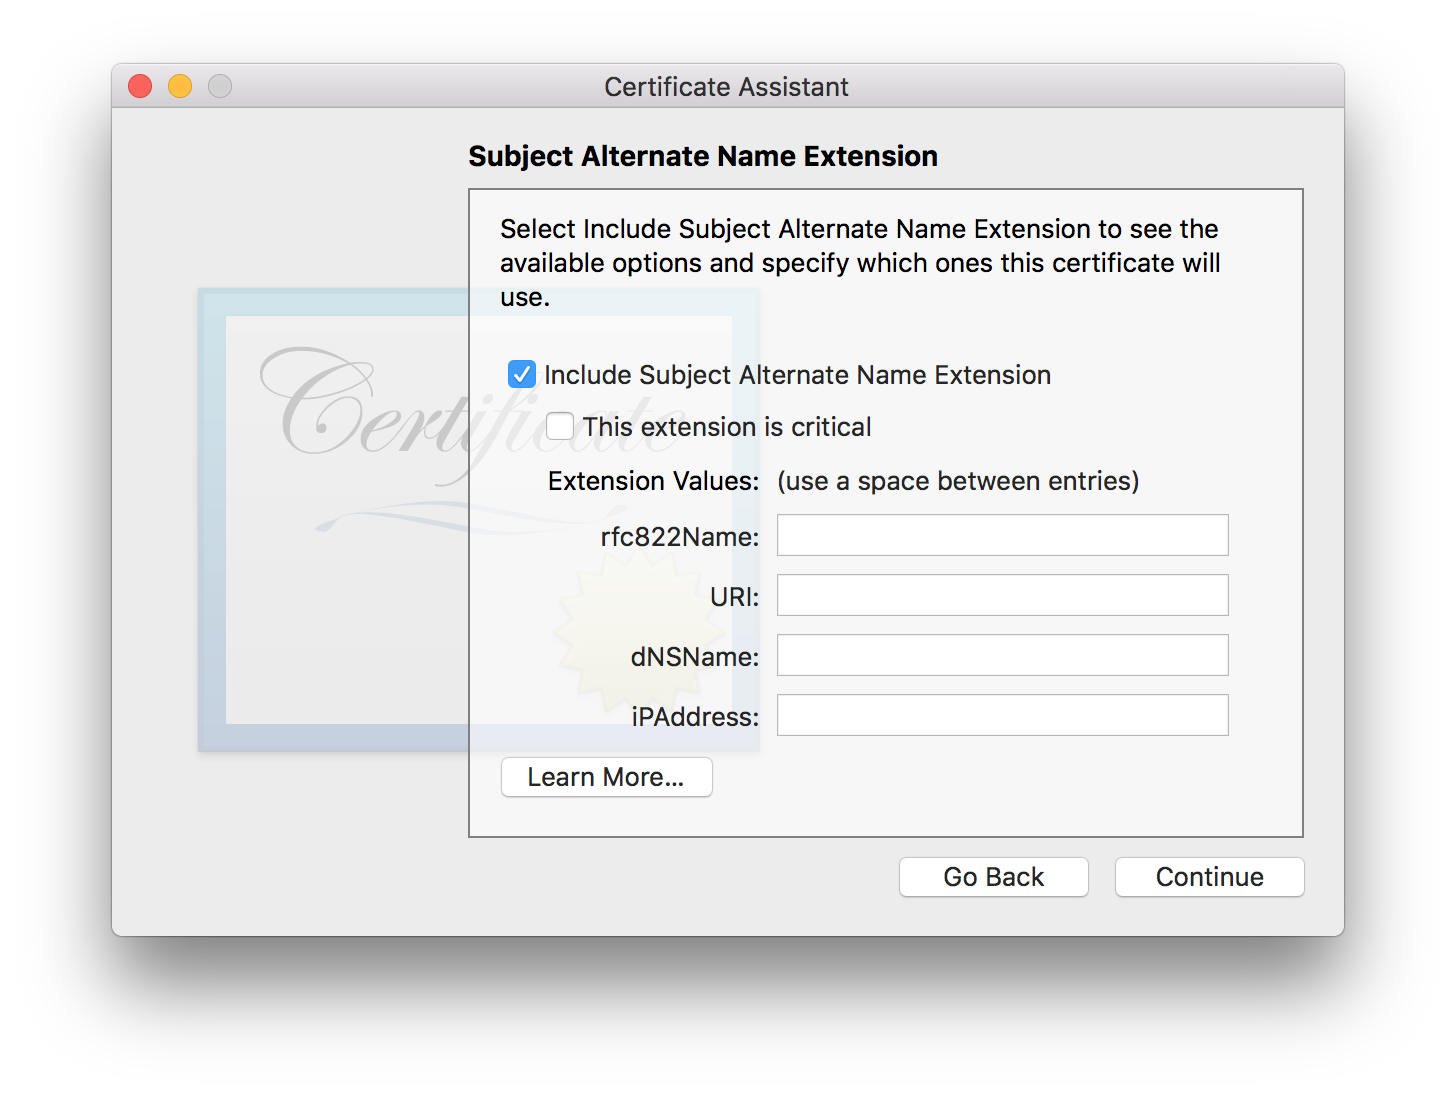 Certificate Assistant
Subject Alternate Name Extension
Select Include Subject Alternate Name Extension to see the
available options and specify which ones this certificate will
use.
Certificate
Include Subject Alternate Name Extension
This extension is critical
Extension Values: (use a space between entries)
rfc822Name:
URI:
dNSName:
iPAddress:
Learn More...
Go Back
Continue